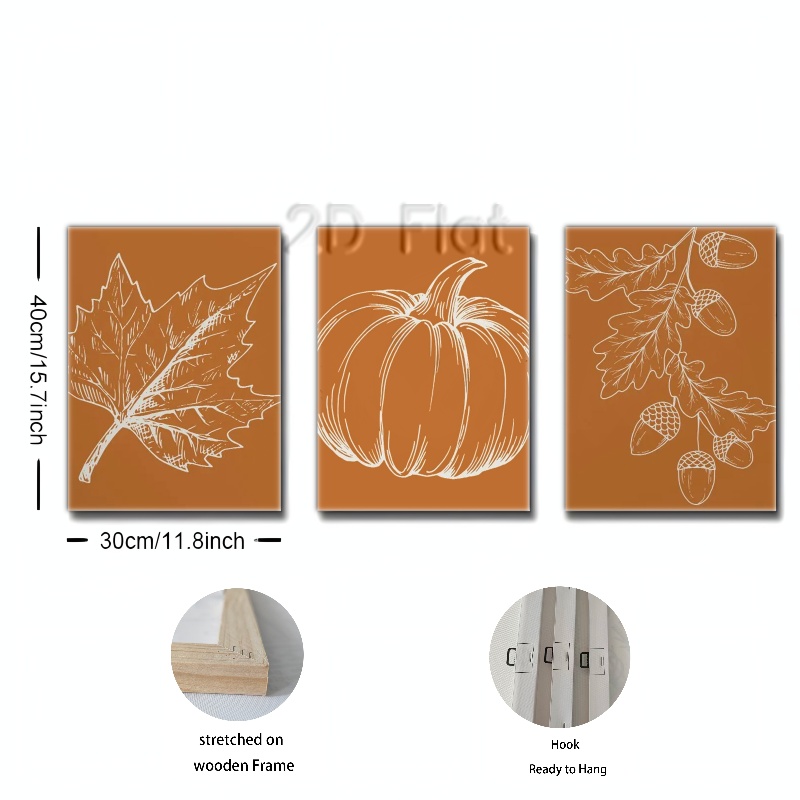 2D Flat
40cm/15.7inch
30cm/11.8inch
stretched on
wooden Frame
Hook
Ready to Hang